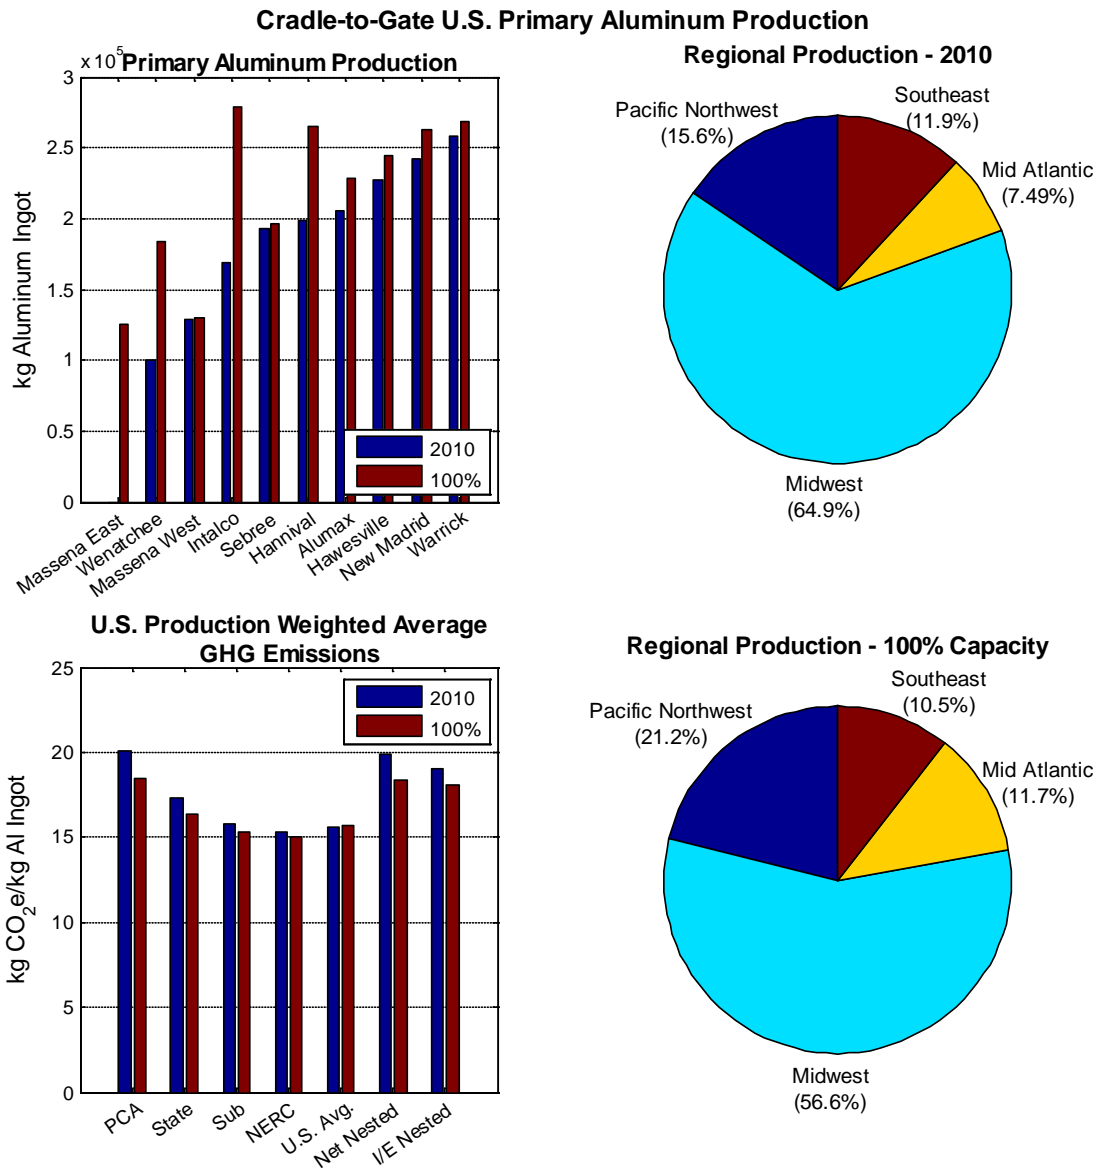 Cradle-to-Gate U.S. Primary Aluminum Production
x 10^5
Primary Aluminum Production
kg Aluminum Ingot
3
2.5
2
1.5
1
0.5
0
2010
100%
Massena East
Wenatchee
Massena West
Intalco
Sebree
Hannival
Alumax
Hawesville
New Madrid
Warrick
Regional Production - 2010
Pacific Northwest
(15.6%)
Southeast
(11.9%)
Mid Atlantic
(7.49%)
Midwest
(64.9%)
U.S. Production Weighted Average
GHG Emissions
kg CO2e/kg Al Ingot
25
20
15
10
5
0
2010
100%
PCA
State
Sub
NERC
U.S. Avg.
Net Nested
I/E Nested
Regional Production - 100% Capacity
Pacific Northwest
(21.2%)
Southeast
(10.5%)
Mid Atlantic
(11.7%)
Midwest
(56.6%)